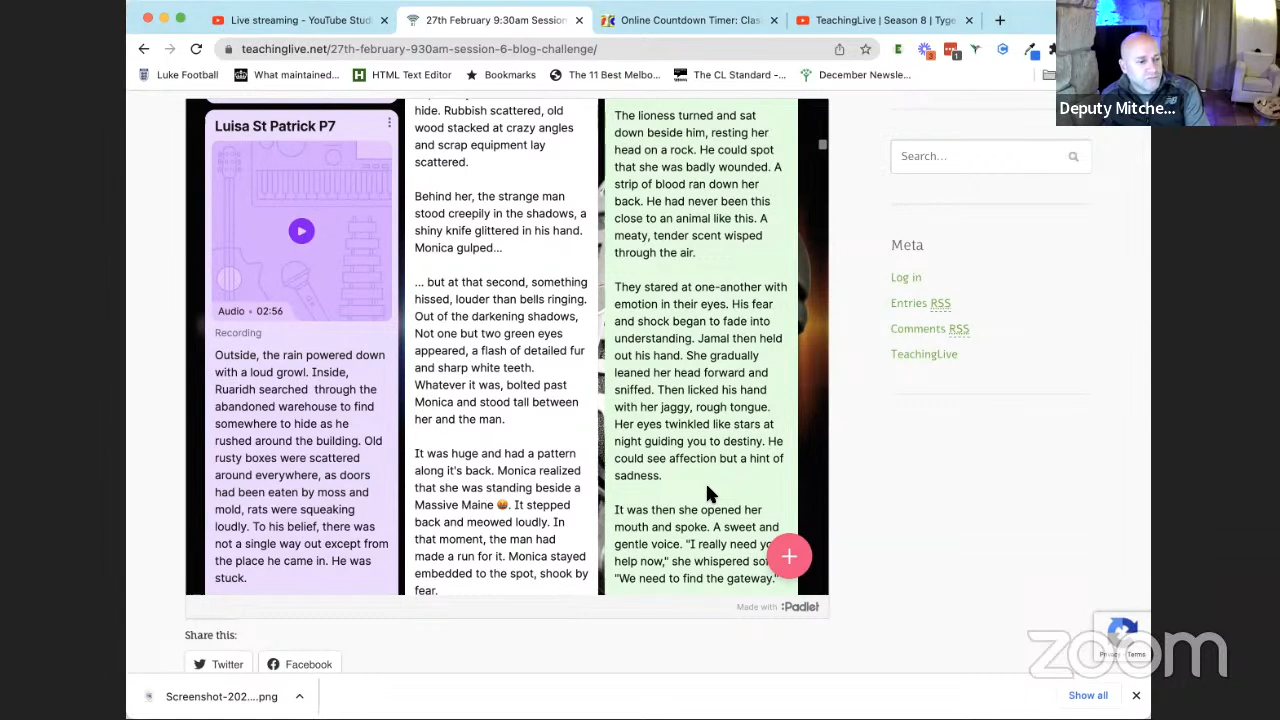 Live streaming - YouTube Stud
27th February 9:30am Session
Online Countdown Timer: Clas
TeachingLive | Season 8 | Tyge
teachinglive.net/27th-february-930am-session-6-blog-challenge/
Luke Football
What maintained...
HTML Text Editor
Bookmarks
The 11 Best Melbo...
The CL Standard -...
December Newsle...
Deputy Mitche...
Luisa St Patrick P7
Audio • 02:56
Recording
Outside, the rain powered down
with a loud growl. Inside,
Ruaridh searched through the
abandoned warehouse to find
somewhere to hide as he
rushed around the building. Old
rusty boxes were scattered
around everywhere, as doors
had been eaten by moss and
mold, rats were squeaking
loudly. To his belief, there was
not a single way out except from
the place he came in. He was
stuck.
hide. Rubbish scattered, old
wood stacked at crazy angles
and scrap equipment lay
scattered.
Behind her, the strange man
stood creepily in the shadows, a
shiny knife glittered in his hand.
Monica gulped...
... but at that second, something
hissed, louder than bells ringing.
Out of the darkening shadows,
Not one but two green eyes
appeared, a flash of detailed fur
and sharp white teeth.
Whatever it was, bolted past
Monica and stood tall between
her and the man.
It was huge and had a pattern
along it's back. Monica realized
that she was standing beside a
Massive Maine 🤬. It stepped
back and meowed loudly. In
that moment, the man had
made a run for it. Monica stayed
embedded to the spot, shook by
fear.
The lioness turned and sat
down beside him, resting her
head on a rock. He could spot
that she was badly wounded. A
strip of blood ran down her
back. He had never been this
close to an animal like this. A
meaty, tender scent wisped
through the air.
They stared at one-another with
emotion in their eyes. His fear
and shock began to fade into
understanding. Jamal then held
out his hand. She gradually
leaned her head forward and
sniffed. Then licked his hand
with her jaggy, rough tongue.
Her eyes twinkled like stars at
night guiding you to destiny. He
could see affection but a hint of
sadness.
It was then she opened her
mouth and spoke. A sweet and
gentle voice. "I really need
help now," she whispered
"We need to find the gateway."
Made with :Padlet
Search...
Meta
Log in
Entries RSS
Comments RSS
TeachingLive
Share this:
Twitter
Facebook
Privacy - Terms
zoom
Screenshot-202....png
Show all